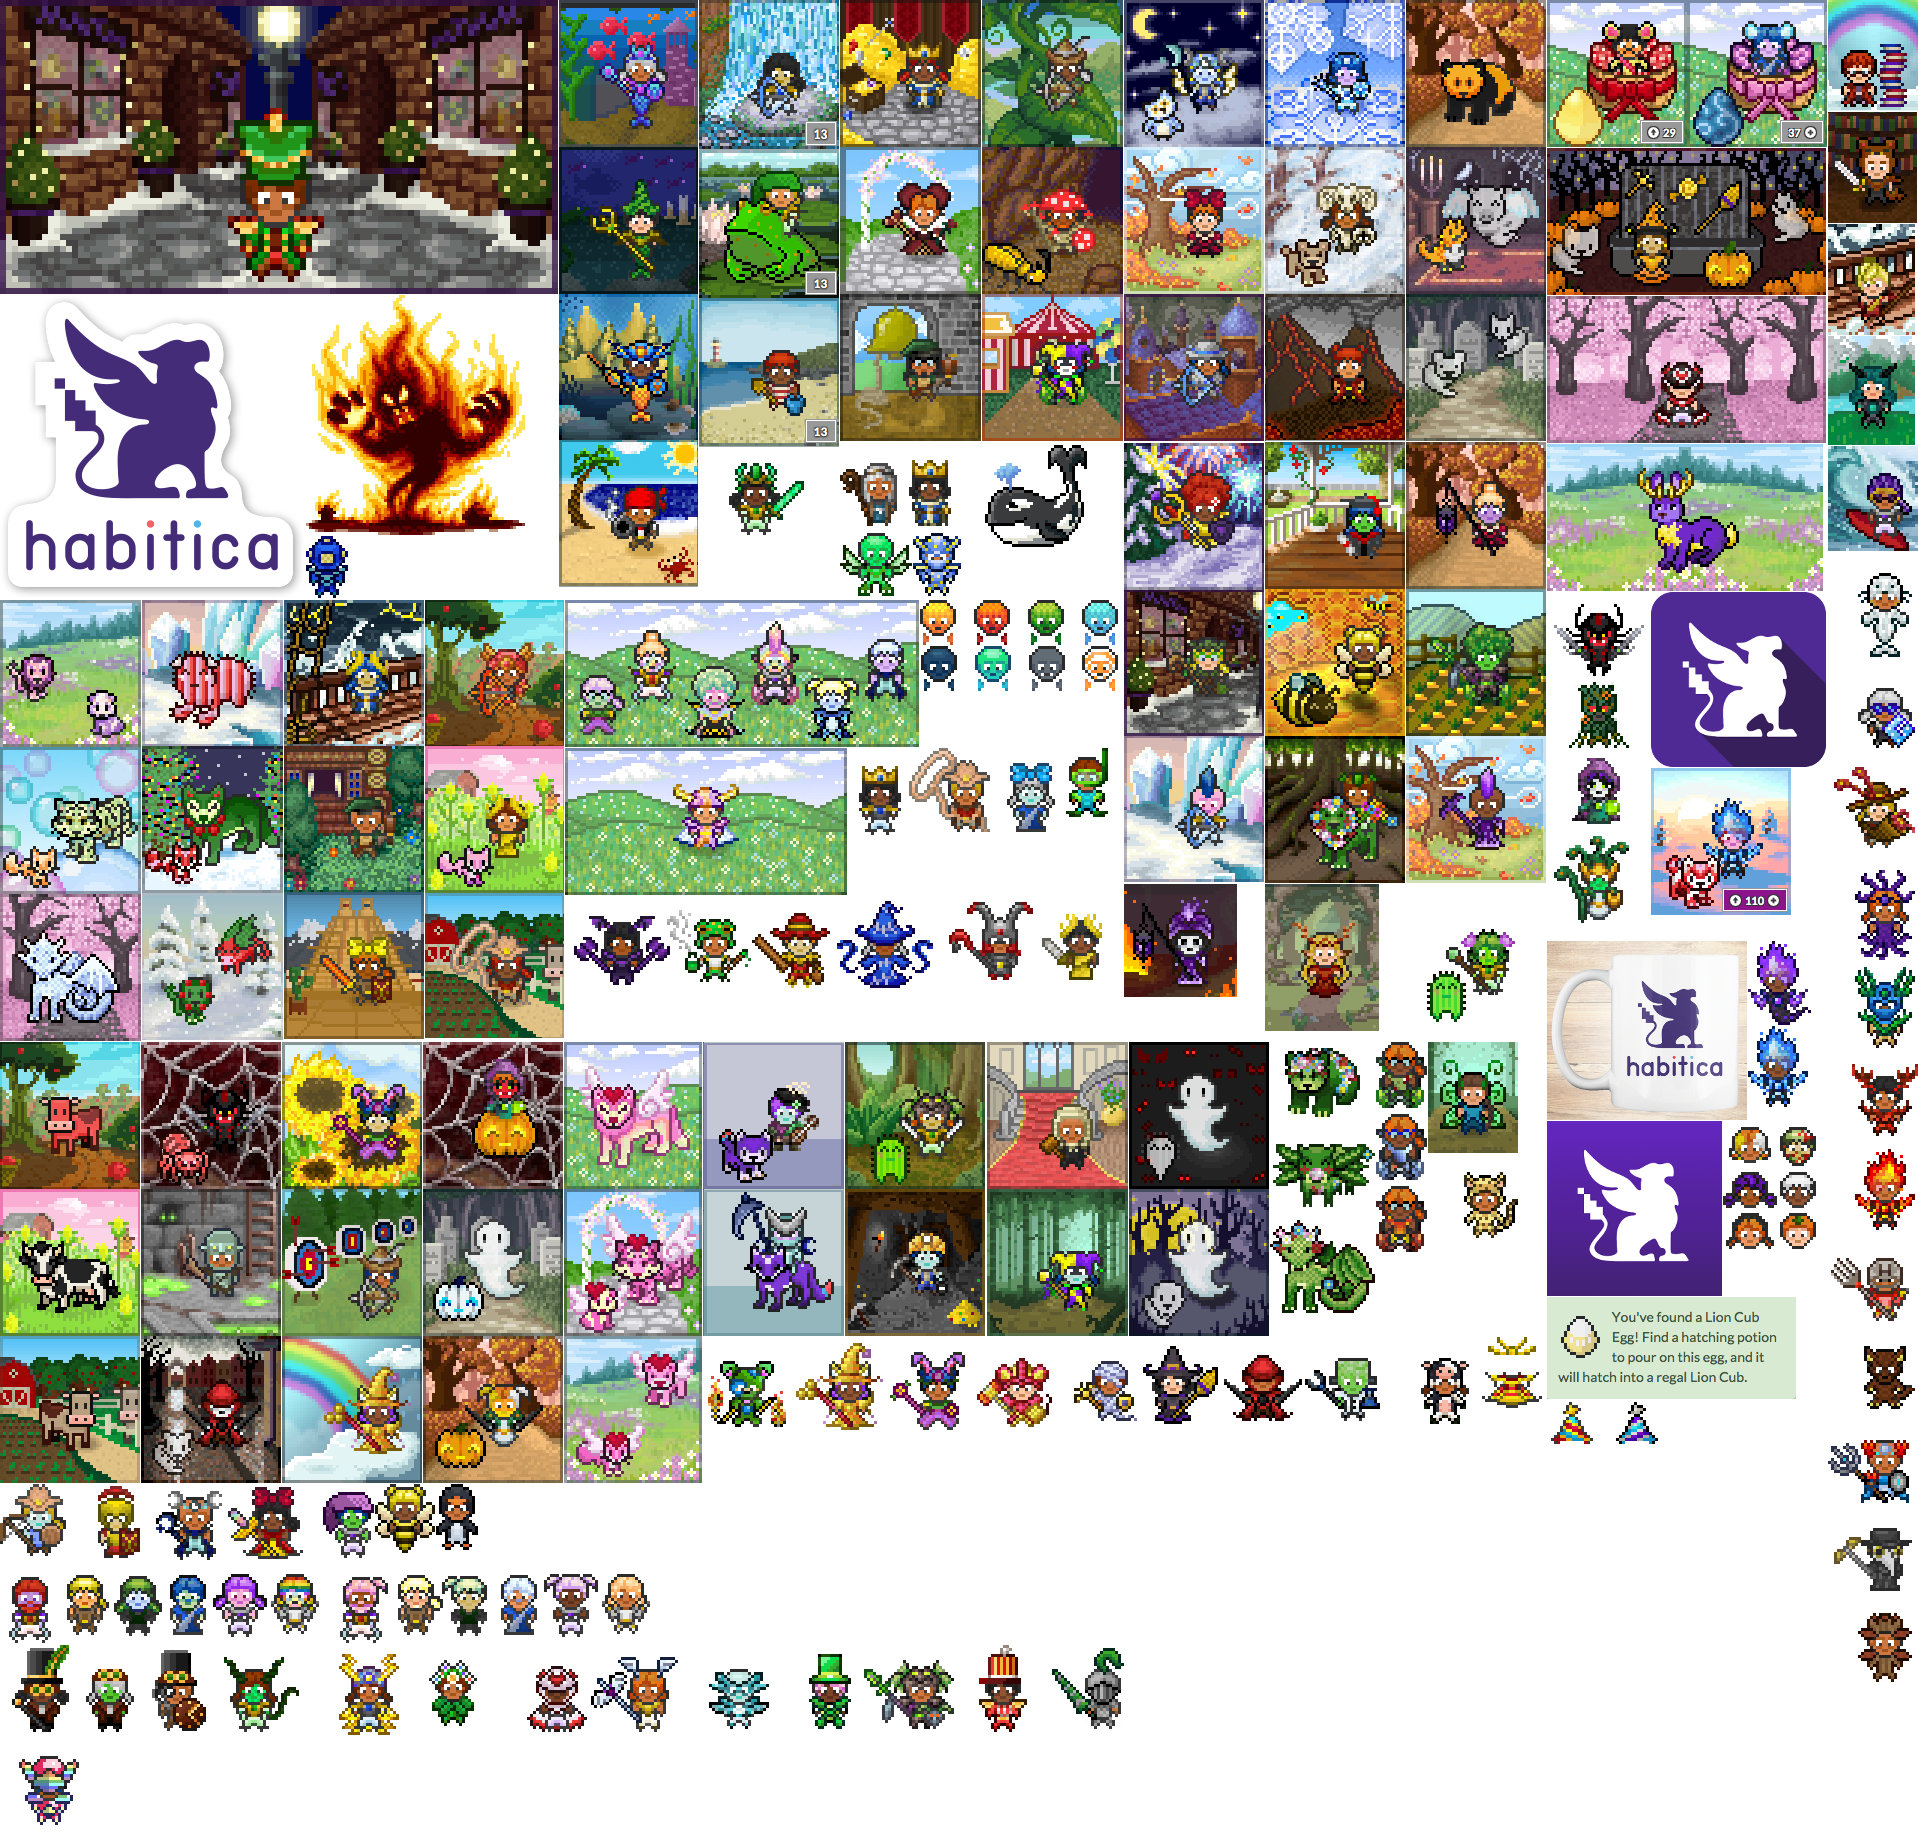 13
29
37
13
13
habitica
110
habitica
You've found a Lion Cub
Egg! Find a hatching potion
to pour on this egg, and it
will hatch into a regal Lion Cub.